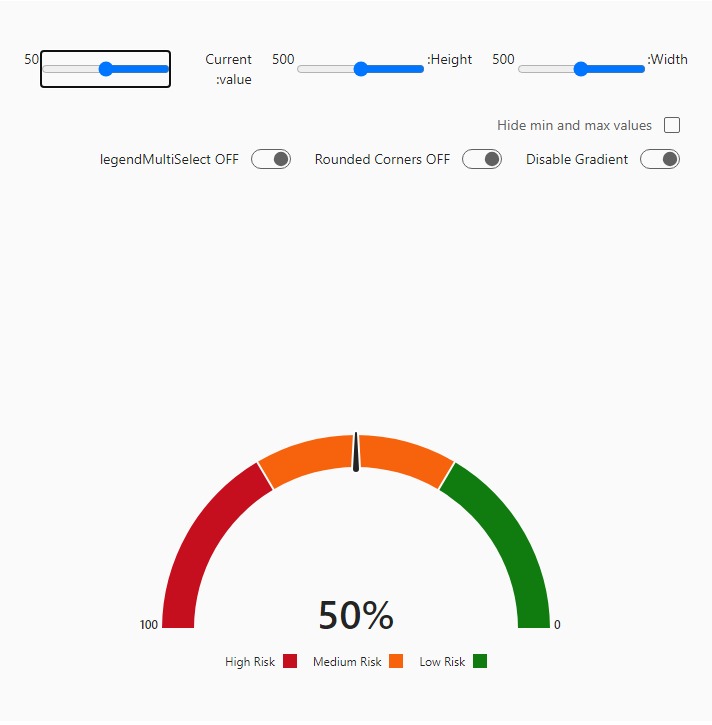 50
Current
:value
500
:Height
500
:Width
Hide min and max values
legendMultiSelect OFF
Rounded Corners OFF
Disable Gradient
50%
100
0
High Risk
Medium Risk
Low Risk